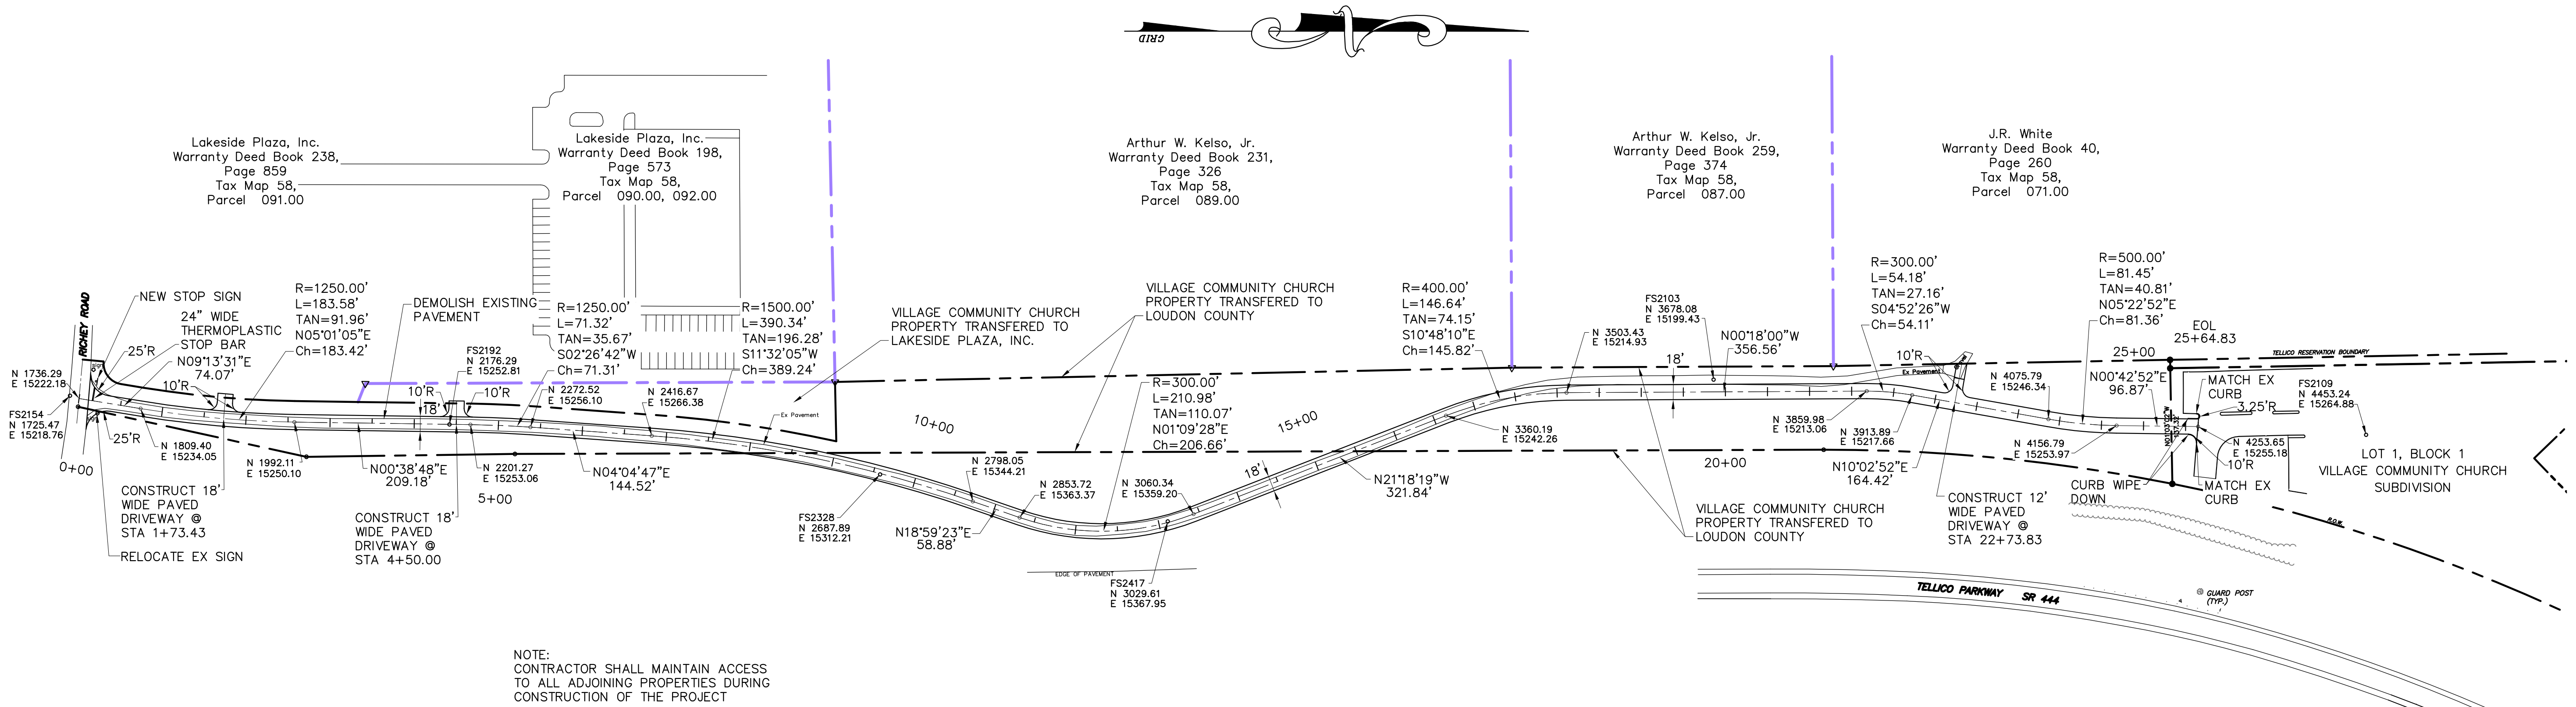 GRID
Lakeside Plaza, Inc.
Warranty Deed Book 238,
Page 859
Tax Map 58,
Parcel 091.00
Lakeside Plaza, Inc.
Warranty Deed Book 198,
Page 573
Tax Map 58,
Parcel 090.00, 092.00
Arthur W. Kelso, Jr.
Warranty Deed Book 231,
Page 326
Tax Map 58,
Parcel 089.00
Arthur W. Kelso, Jr.
Warranty Deed Book 259,
Page 374
Tax Map 58,
Parcel 087.00
J.R. White
Warranty Deed Book 40,
Page 260
Tax Map 58,
Parcel 071.00
RICHEY ROAD
NEW STOP SIGN
24" WIDE
THERMOPLASTIC
STOP BAR
25'R
N09°13'31"E
74.07'
10'R
R=1250.00'
L=183.58'
TAN=91.96'
N05°01'05"E
Ch=183.42'
DEMOLISH EXISTING
PAVEMENT
FS2192
N 2176.29
E 15252.81
10'R
18'
10'R
R=1250.00'
L=71.32'
TAN=35.67'
S02°26'42"W
Ch=71.31'
N 2272.52
E 15256.10
N 2416.67
E 15266.38
R=1500.00'
L=390.34'
TAN=196.28'
S11°32'05"W
Ch=389.24'
Ex Pavement
VILLAGE COMMUNITY CHURCH
PROPERTY TRANSFERED TO
LAKESIDE PLAZA, INC.
VILLAGE COMMUNITY CHURCH
PROPERTY TRANSFERED TO
LOUDON COUNTY
10+00
R=300.00'
L=210.98'
TAN=110.07'
N01°09'28"E
Ch=206.66'
15+00
R=400.00'
L=146.64'
TAN=74.15'
S10°48'10"E
Ch=145.82'
N 3503.43
E 15214.93
FS2103
N 3678.08
E 15199.43
18'
N00°18'00"W
356.56'
R=300.00'
L=54.18'
TAN=27.16'
S04°52'26"W
Ch=54.11'
Ex Pavement
10'R
N 4075.79
E 15246.34
R=500.00'
L=81.45'
TAN=40.81'
N05°22'52"E
Ch=81.36'
25+00
EOL
25+64.83
TELLICO RESERVATION BOUNDARY
N00°42'52"E
96.87'
MATCH EX
CURB
3.25'R
FS2109
N 4453.24
E 15264.88
N 1736.29
E 15222.18
FS2154
N 1725.47
E 15218.76
0+00
25'R
N 1809.40
E 15234.05
N 1992.11
E 15250.10
N00°38'48"E
209.18'
N 2201.27
E 15253.06
5+00
N04°04'47"E
144.52'
CONSTRUCT 18'
WIDE PAVED
DRIVEWAY @
STA 1+73.43
RELOCATE EX SIGN
CONSTRUCT 18'
WIDE PAVED
DRIVEWAY @
STA 4+50.00
FS2328
N 2687.89
E 15312.21
N 2798.05
E 15344.21
N 2853.72
E 15363.37
N18°59'23"E
58.88'
N 3060.34
E 15359.20
EDGE OF PAVEMENT
FS2417
N 3029.61
E 15367.95
18'
N21°18'19"W
321.84'
N 3360.19
E 15242.26
20+00
VILLAGE COMMUNITY CHURCH
PROPERTY TRANSFERED TO
LOUDON COUNTY
N 3859.98
E 15213.06
N 3913.89
E 15217.66
N10°02'52"E
164.42'
CONSTRUCT 12'
WIDE PAVED
DRIVEWAY @
STA 22+73.83
N 4156.79
E 15253.97
CURB WIPE
DOWN
N 4253.65
E 15255.18
10'R
MATCH EX
CURB
LOT 1, BLOCK 1
VILLAGE COMMUNITY CHURCH
SUBDIVISION
R.O.W.
TELLICO PARKWAY SR 444
GUARD POST
(TYP.)
NOTE:
CONTRACTOR SHALL MAINTAIN ACCESS
TO ALL ADJOINING PROPERTIES DURING
CONSTRUCTION OF THE PROJECT